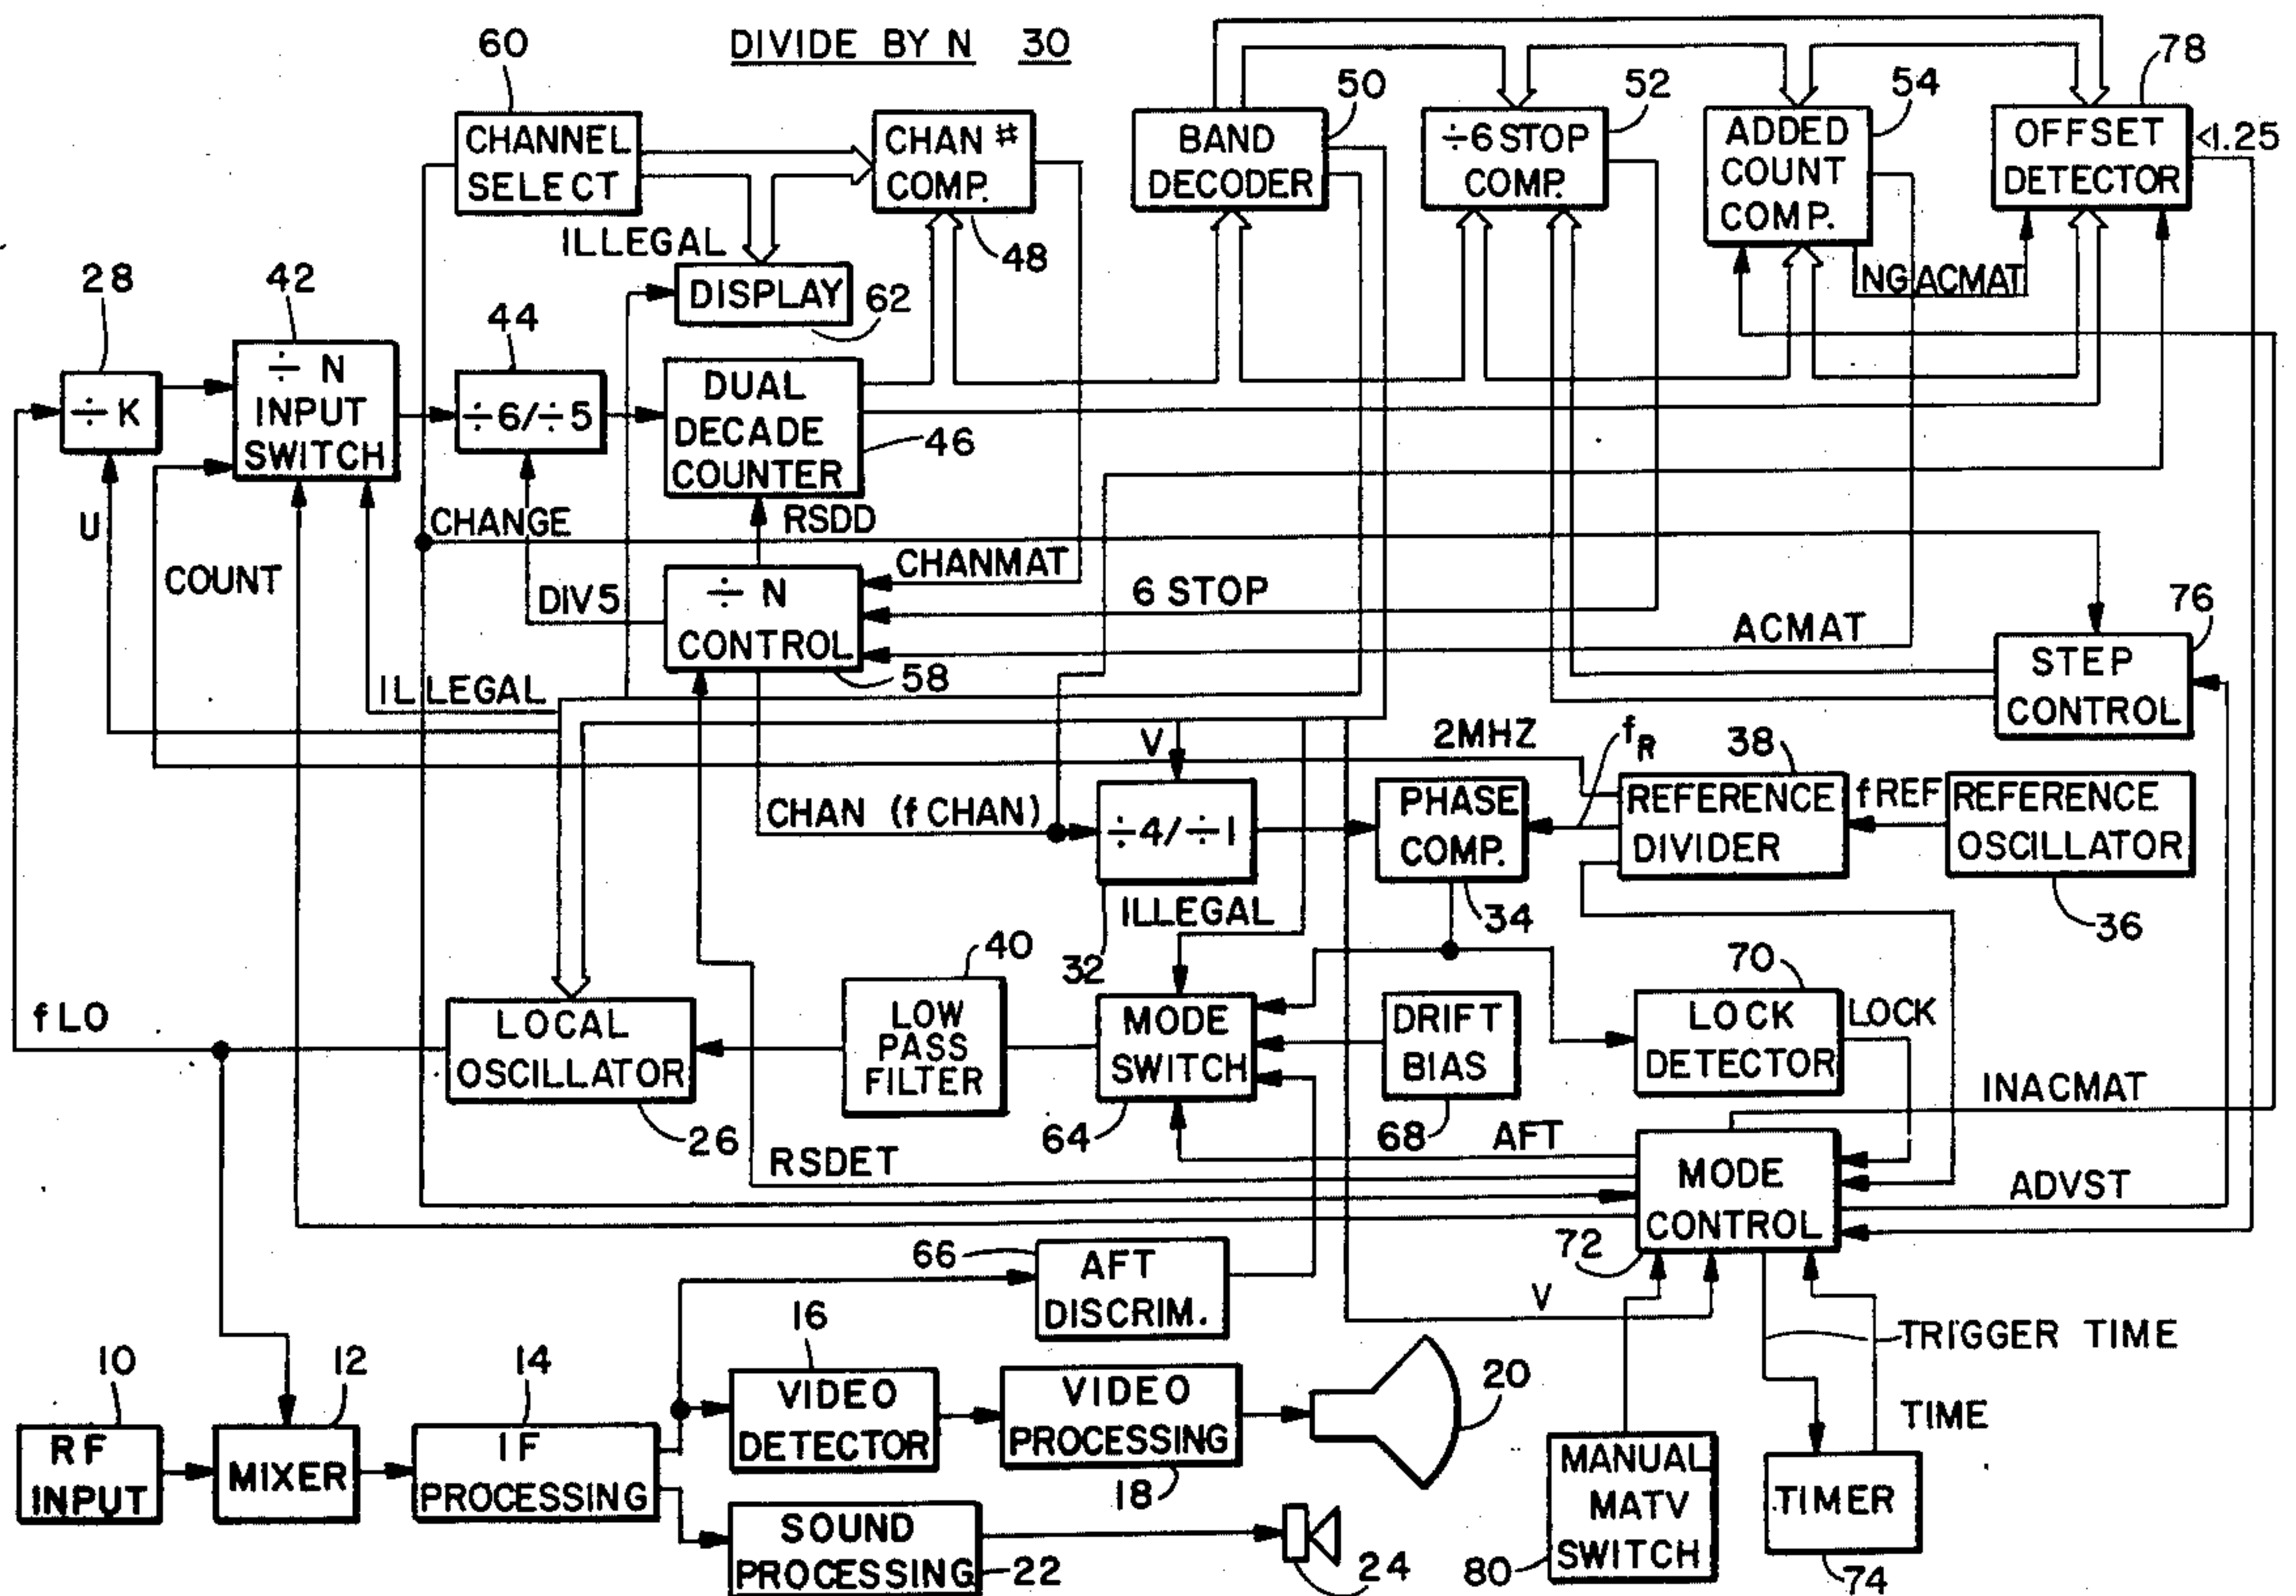 DIVIDE BY N 30
60
CHANNEL
SELECT
CHAN #
COMP.
48
50
BAND
DECODER
52
÷6 STOP
COMP.
54
ADDED
COUNT
COMP.
78
OFFSET
DETECTOR
<1.25
NGACMAT
ILLEGAL
DISPLAY
62
28
÷K
42
÷ N
INPUT
SWITCH
44
÷6/÷5
DUAL
DECADE
COUNTER
46
U
COUNT
CHANGE
RSDD
CHANMAT
DIV5
÷ N
CONTROL
58
6 STOP
ACMAT
76
STEP
CONTROL
ILLEGAL
V
2MHZ
fR
38
CHAN (fCHAN)
÷4/÷1
32
PHASE
COMP.
34
REFERENCE
DIVIDER
fREF
REFERENCE
OSCILLATOR
36
ILLEGAL
fLO
LOCAL
OSCILLATOR
26
40
LOW
PASS
FILTER
MODE
SWITCH
64
DRIFT
BIAS
68
70
LOCK
DETECTOR
LOCK
INACMAT
AFT
RSDET
MODE
CONTROL
72
ADVST
66
AFT
DISCRIM.
V
TRIGGER TIME
TIME
10
RF
INPUT
12
MIXER
14
IF
PROCESSING
16
VIDEO
DETECTOR
VIDEO
PROCESSING
18
20
SOUND
PROCESSING
22
24
MANUAL
MATV
SWITCH
80
TIMER
74